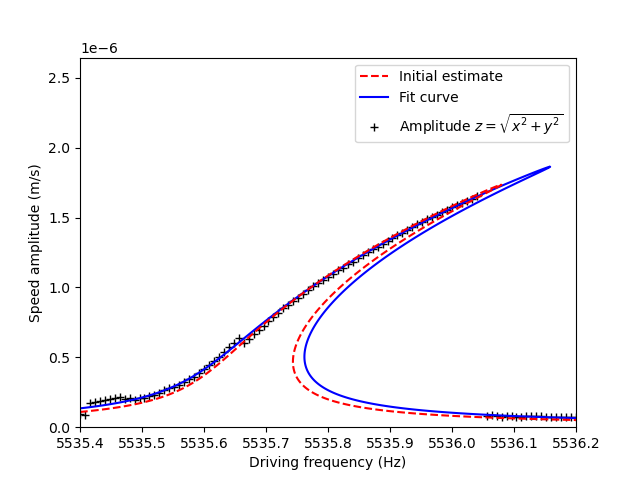 1e−6
2.5
2.0
1.5
1.0
0.5
0.0
Speed amplitude (m/s)
Initial estimate
Fit curve
Amplitude z = √x² + y²
5535.4 5535.5 5535.6 5535.7 5535.8 5535.9 5536.0 5536.1 5536.2
Driving frequency (Hz)